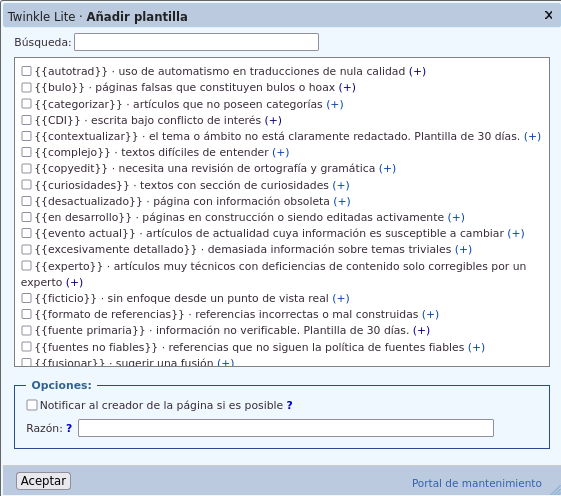 Twinkle Lite · Añadir plantilla X
Búsqueda:
{{autotrad}} · uso de automatismo en traducciones de nula calidad (+)
{{bulo}} · páginas falsas que constituyen bulos o hoax (+)
{{categorizar}} · artículos que no poseen categorías (+)
{{CDI}} · escrita bajo conflicto de interés (+)
{{contextualizar}} · el tema o ámbito no está claramente redactado. Plantilla de 30 días. (+)
{{complejo}} · textos difíciles de entender (+)
{{copyedit}} · necesita una revisión de ortografía y gramática (+)
{{curiosidades}} · textos con sección de curiosidades (+)
{{desactualizado}} · página con información obsoleta (+)
{{en desarrollo}} · páginas en construcción o siendo editadas activamente (+)
{{evento actual}} · artículos de actualidad cuya información es susceptible a cambiar (+)
{{excesivamente detallado}} · demasiada información sobre temas triviales (+)
{{experto}} · artículos muy técnicos con deficiencias de contenido solo corregibles por un
experto (+)
{{ficticio}} · sin enfoque desde un punto de vista real (+)
{{formato de referencias}} · referencias incorrectas o mal construidas (+)
{{fuente primaria}} · información no verificable. Plantilla de 30 días. (+)
{{fuentes no fiables}} · referencias que no siguen la política de fuentes fiables (+)
{{fusionar}} · sugerir una fusión (+)
Opciones:
Notificar al creador de la página si es posible ?
Razón: ?
Aceptar
Portal de mantenimiento